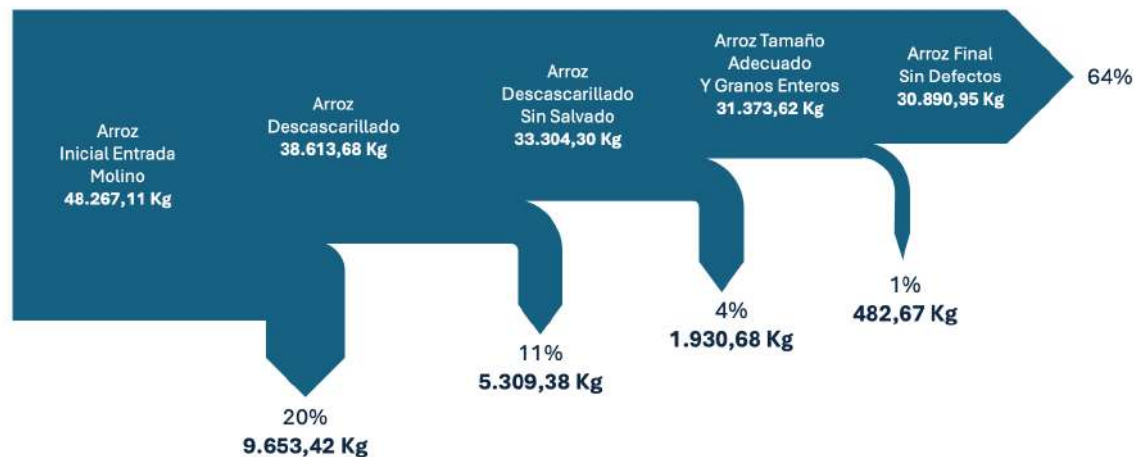 Arroz
Inicial Entrada
Molino
48.267,11 Kg
Arroz
Descascarillado
38.613,68 Kg
Arroz
Descascarillado
Sin Salvado
33.304,30 Kg
Arroz Tamaño
Adecuado
Y Granos Enteros
31.373,62 Kg
Arroz Final
Sin Defectos
30.890,95 Kg
64%
20%
9.653,42 Kg
11%
5.309,38 Kg
4%
1.930,68 Kg
1%
482,67 Kg